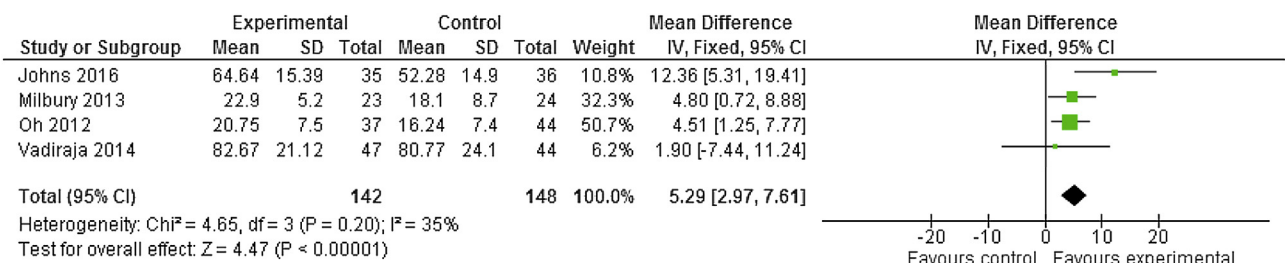 Experimental Control Mean Difference Mean Difference
Study or Subgroup Mean SD Total Mean SD Total Weight IV, Fixed, 95% CI IV, Fixed, 95% CI
Johns 2016 64.64 15.39 35 52.28 14.9 36 10.8% 12.36 [5.31, 19.41]
Milbury 2013 22.9 5.2 23 18.1 8.7 24 32.3% 4.80 [0.72, 8.88]
Oh 2012 20.75 7.5 37 16.24 7.4 44 50.7% 4.51 [1.25, 7.77]
Vadiraja 2014 82.67 21.12 47 80.77 24.1 44 6.2% 1.90 [-7.44, 11.24]
Total (95% CI) 142 148 100.0% 5.29 [2.97, 7.61]
Heterogeneity: Chi² = 4.65, df = 3 (P = 0.20); I² = 35%
Test for overall effect: Z = 4.47 (P < 0.00001)
-20 -10 0 10 20
Favours control Favours experimental